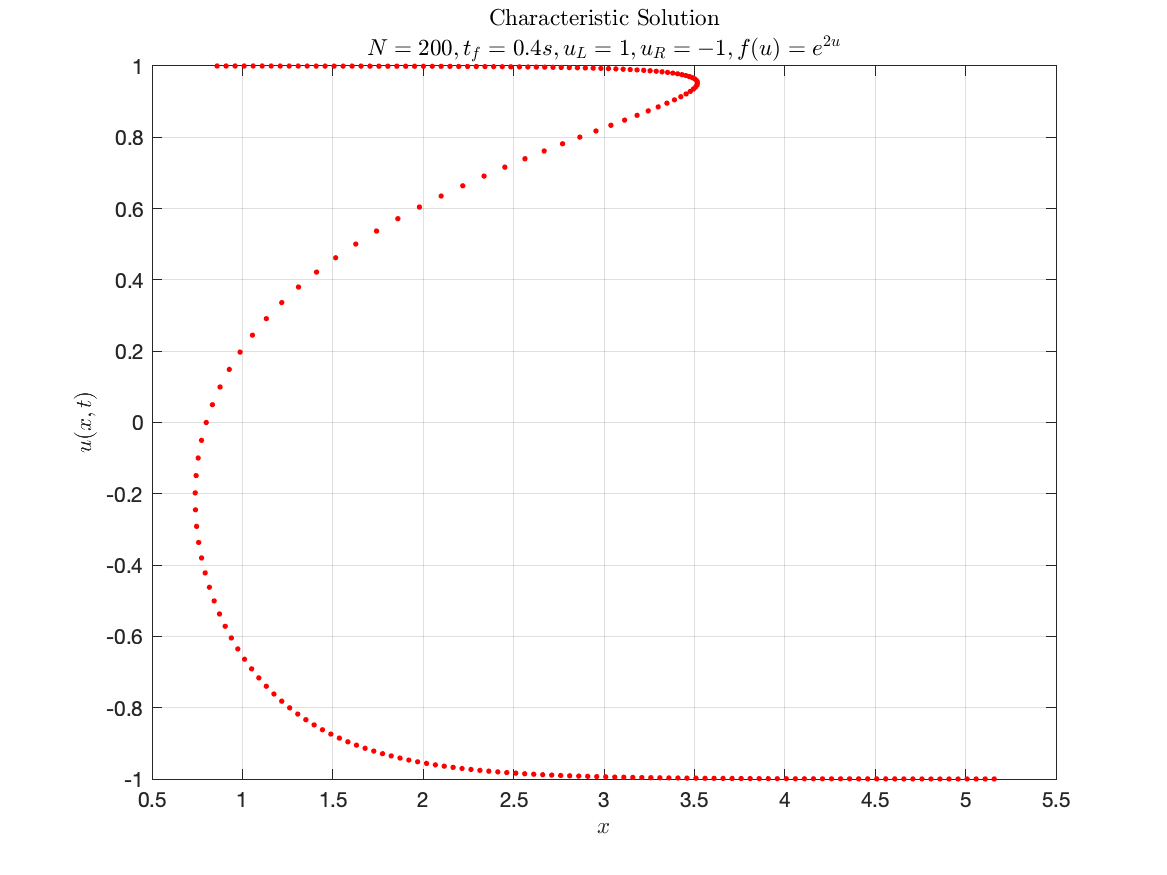 Characteristic Solution
N = 200, t_f = 0.4s, u_L = 1, u_R = −1, f(u) = e^{2u}
1
0.8
0.6
0.4
0.2
0
-0.2
-0.4
-0.6
-0.8
-1
u(x, t)
0.5 1 1.5 2 2.5 3 3.5 4 4.5 5 5.5
x